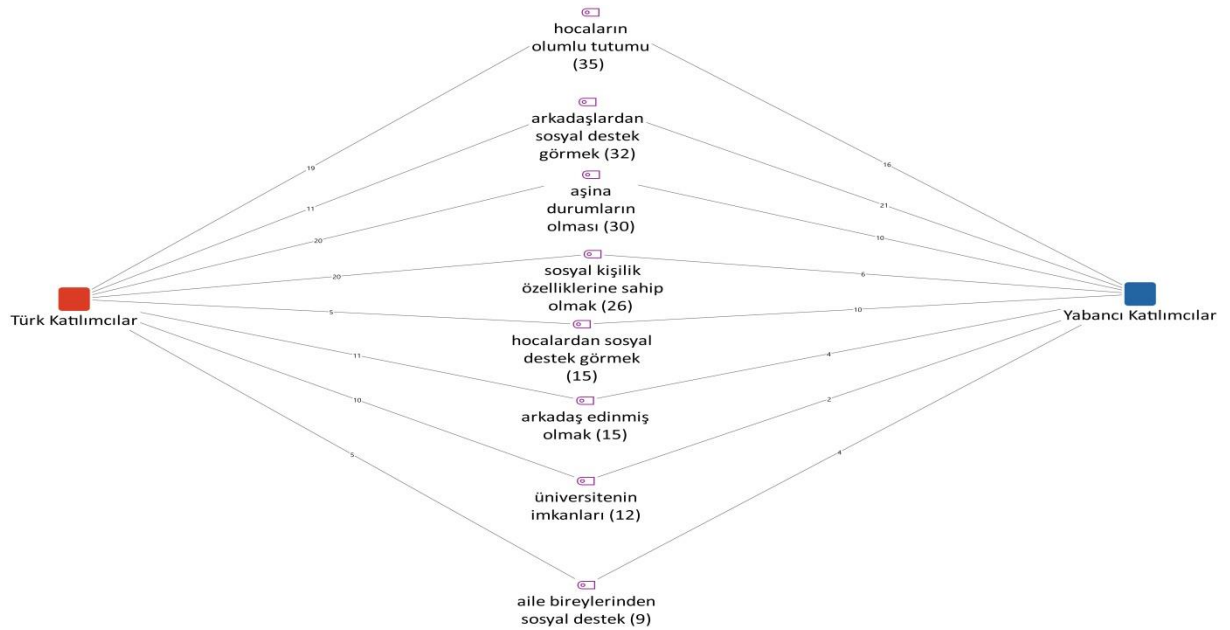 hocaların
olumlu tutumu
(35)
19
16
arkadaşlardan
sosyal destek
görmek (32)
11
21
aşina
durumların
olması (30)
20
10
sosyal kişilik
özelliklerine sahip
olmak (26)
20
6
Türk Katılımcılar
Yabancı Katılımcılar
5
10
hocalardan sosyal
destek görmek
(15)
11
4
arkadaş edinmiş
olmak (15)
10
2
üniversitenin
imkanları (12)
5
4
aile bireylerinden
sosyal destek (9)